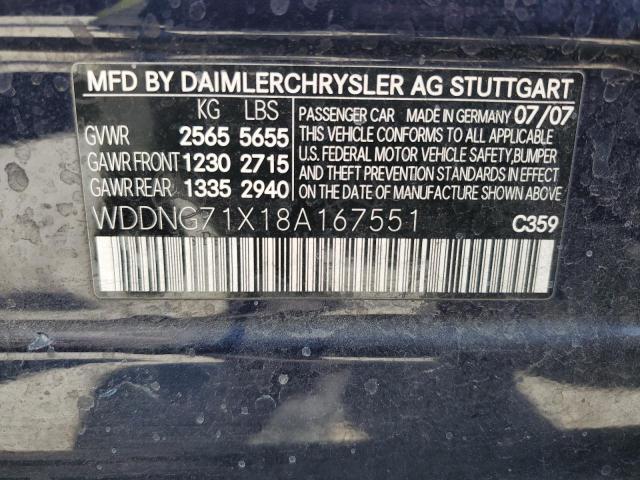 MFD BY DAIMLERCHRYSLER AG STUTTGART
KG LBS
GVWR 2565 5655
GAWR FRONT 1230 2715
GAWR REAR 1335 2940
PASSENGER CAR MADE IN GERMANY 07/07
THIS VEHICLE CONFORMS TO ALL APPLICABLE
U.S. FEDERAL MOTOR VEHICLE SAFETY,BUMPER
AND THEFT PREVENTION STANDARDS IN EFFECT
ON THE DATE OF MANUFACTURE SHOWN ABOVE.
WDDNG71X18A167551
C359